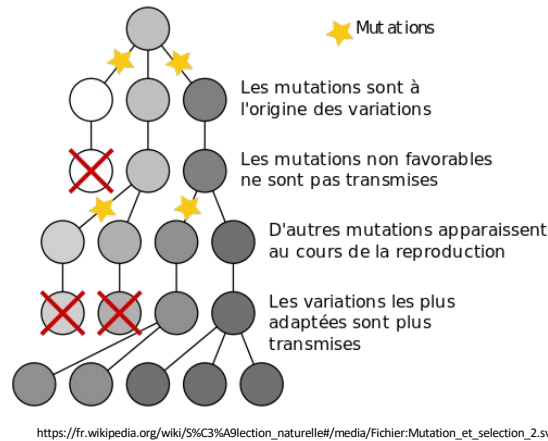 Mutations
Les mutations sont à
l'origine des variations
Les mutations non favorables
ne sont pas transmises
D'autres mutations apparaissent
au cours de la reproduction
Les variations les plus
adaptées sont plus
transmises
https://fr.wikipedia.org/wiki/S%C3%A9lection_naturelle#/media/Fichier:Mutation_et_selection_2.sv